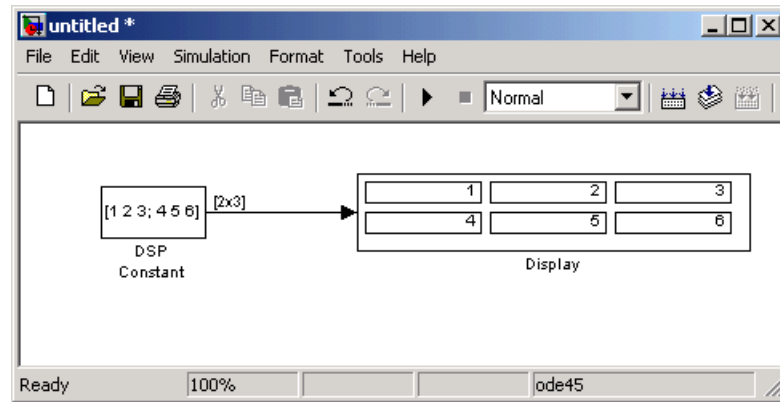 untitled *
File Edit View Simulation Format Tools Help
Normal
[1 2 3; 4 5 6]
[2x3]
1 2 3
4 5 6
DSP
Constant
Display
Ready 100% ode45